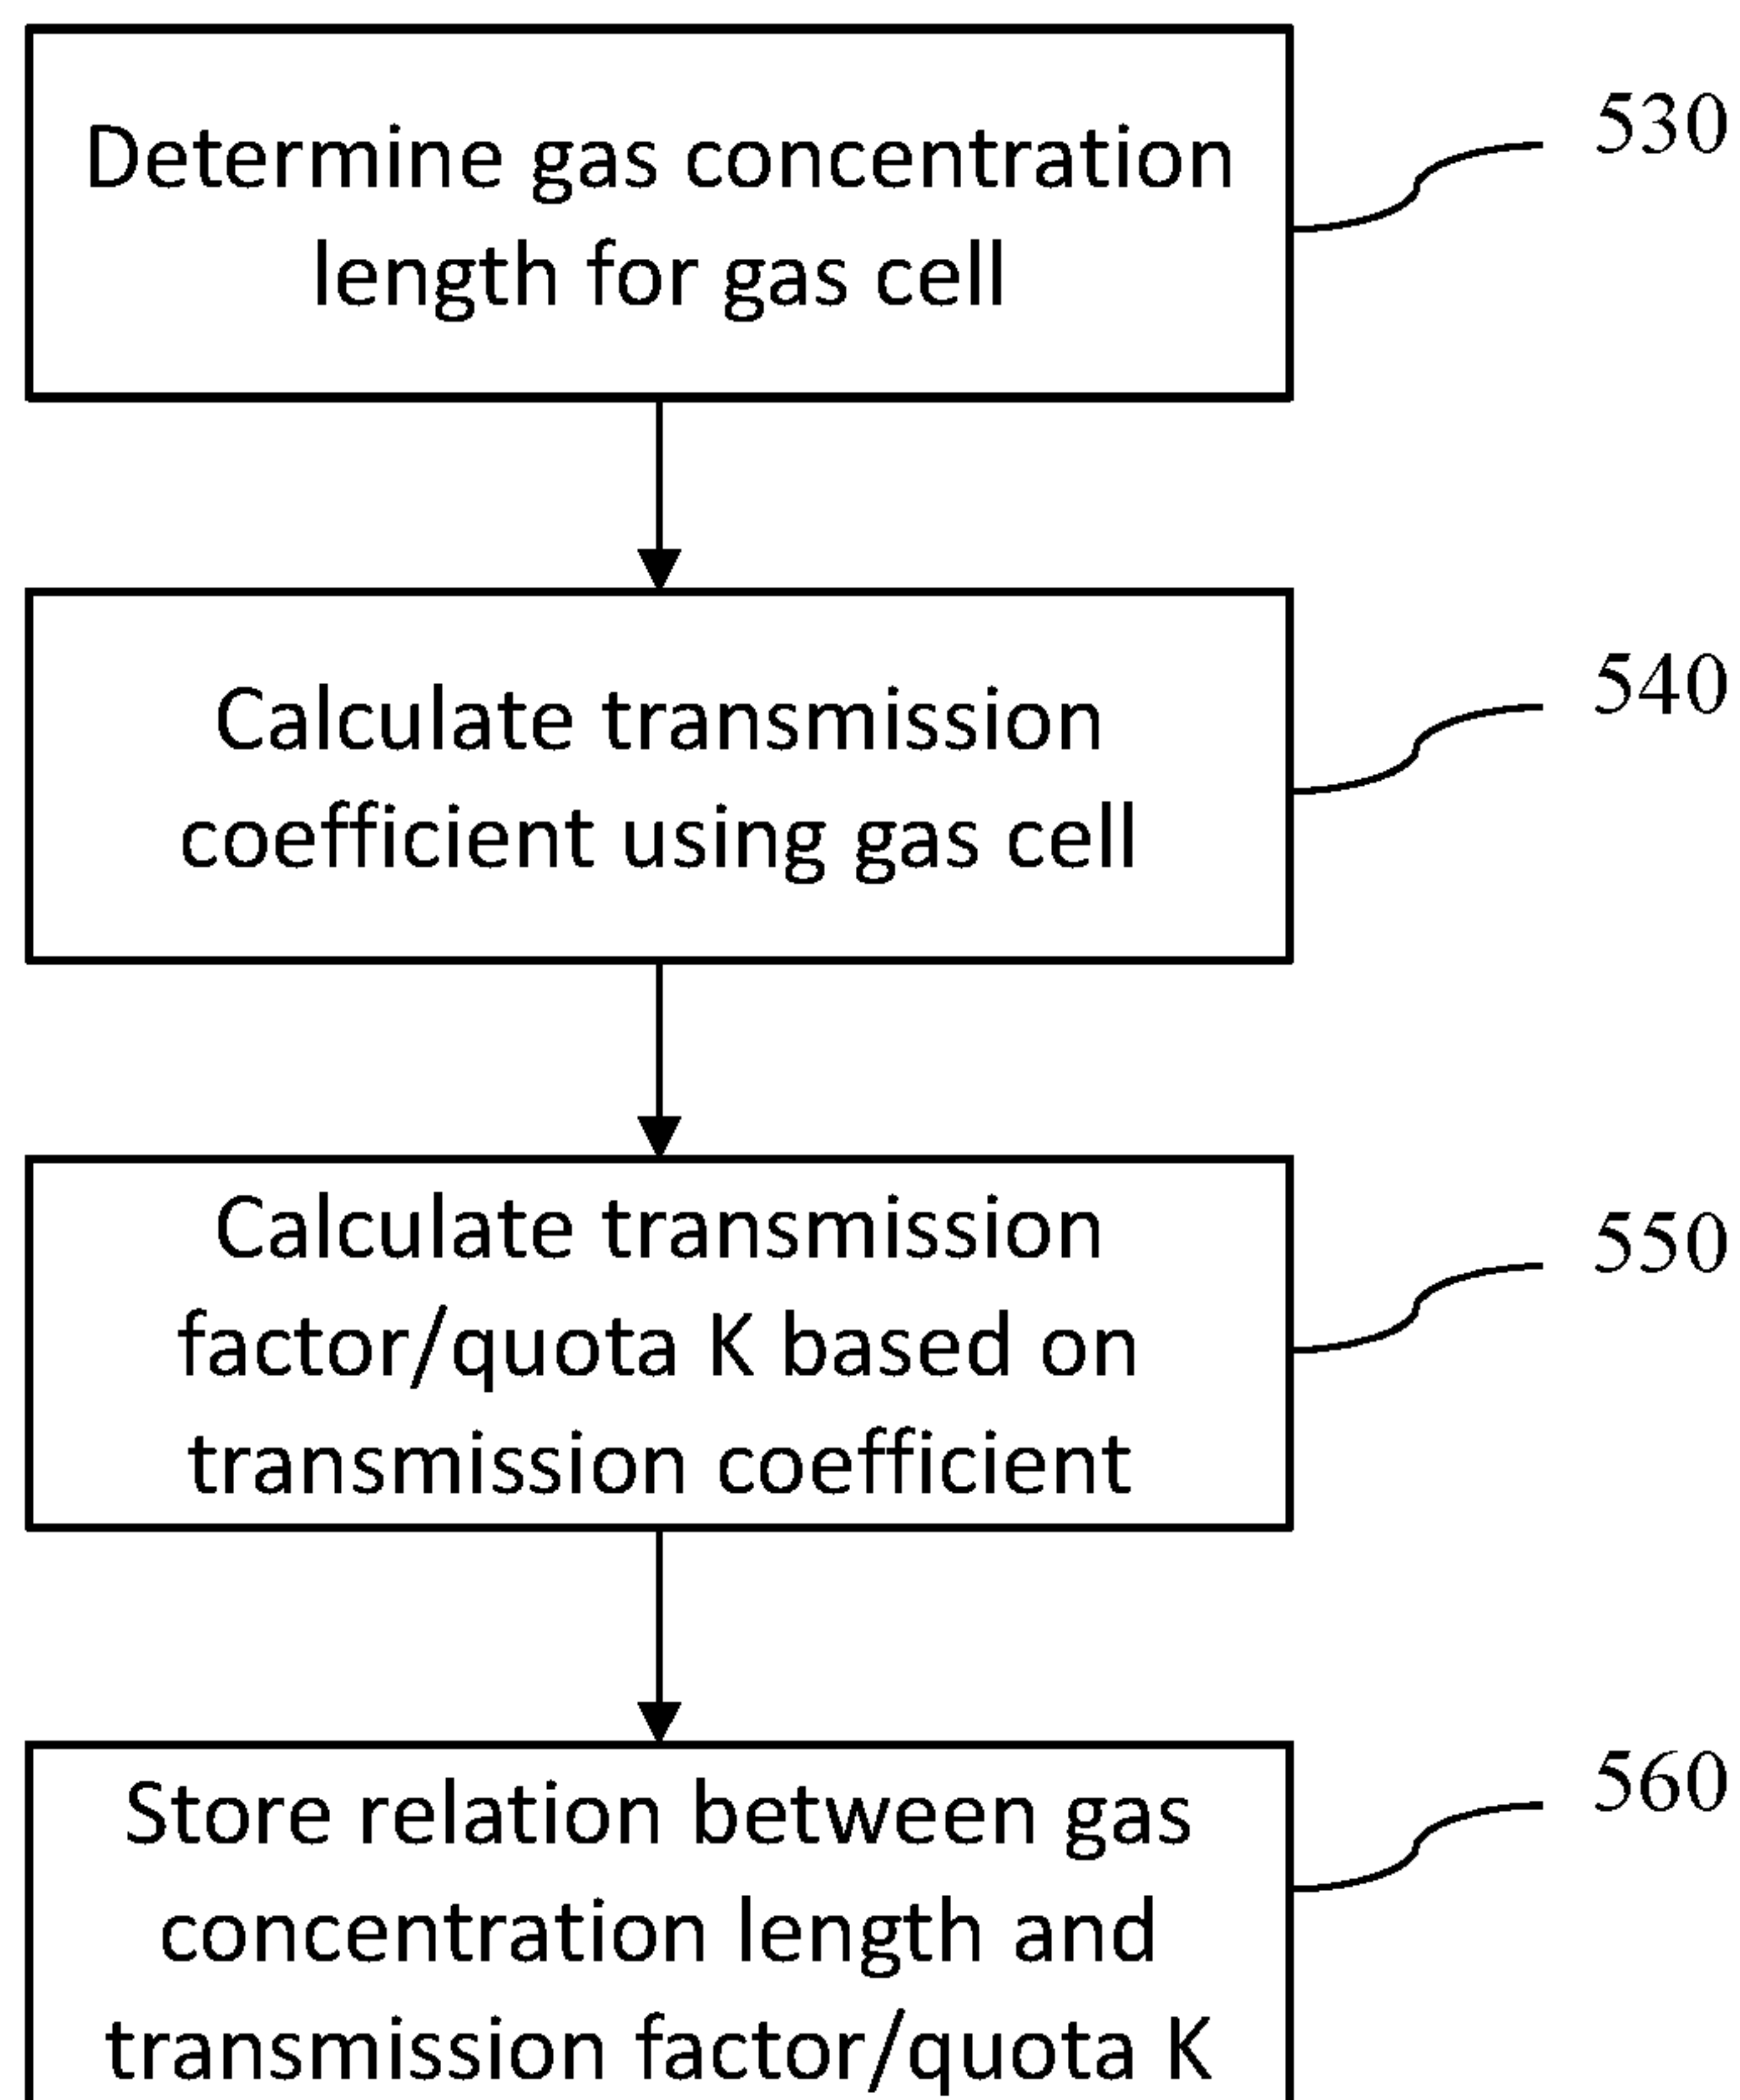 Determine gas concentration
length for gas cell
530
Calculate transmission
coefficient using gas cell
540
Calculate transmission
factor/quota K based on
transmission coefficient
550
Store relation between gas
concentration length and
transmission factor/quota K
560